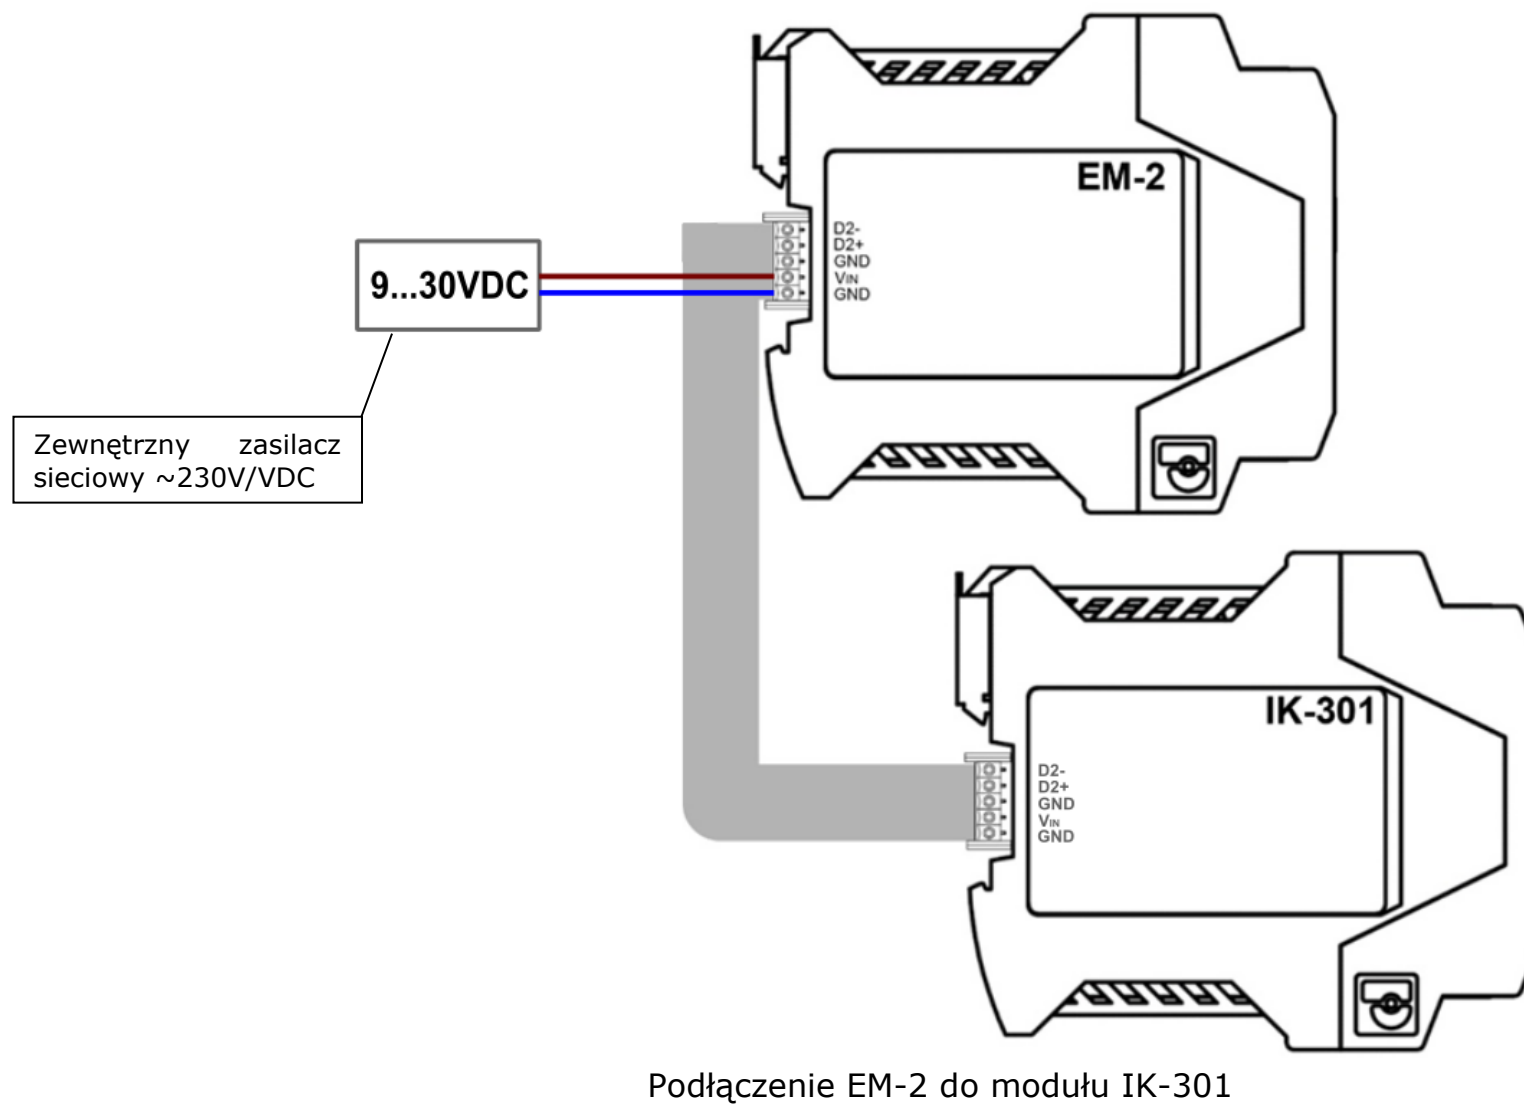 EM-2
D2-
D2+
GND
VIN
GND
9...30VDC
Zewnętrzny zasilacz
sieciowy ~230V/VDC
IK-301
D2-
D2+
GND
VIN
GND
Podłączenie EM-2 do modułu IK-301